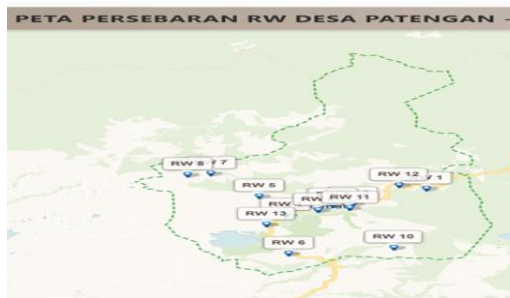 PETA PERSEBARAN RW DESA PATENGAN -
RW 8
7
RW 12
1
RW 5
RW
RW
RW 11
RW 13
RW 10
RW 6